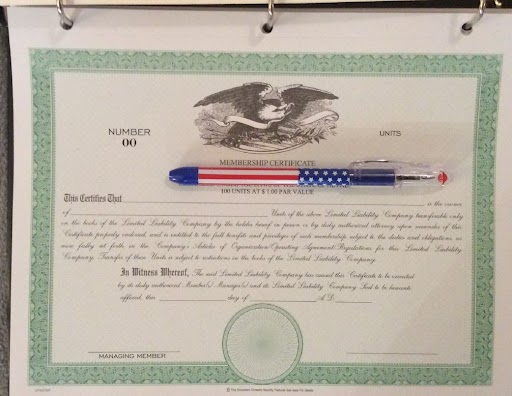 NUMBER
00
UNITS
MEMBERSHIP CERTIFICATE
100 UNITS AT $ 1.00 PAR VALUE
This Certifies That is the owner
of Units of the above Limited Liability Company transferable only
on the books of the Limited Liability Company by the holder hereof in person or by duly authorized attorney upon surrender of this
Certificate properly endorsed and is entitled to the full benefits and privileges of such membership subject to the duties and obligations, as
more fully set forth in the Company's Articles of Organization/Operating Agreement/Regulations for this Limited Liability
Company. Transfer of these Units is subject to restrictions in the books of the Limited Liability Company.
In Witness Whereof, The said Limited Liability Company has caused this Certificate to be executed
by its duly authorized Member(s) Manager(s) and its Limited Liability Company Seal to be hereunto
affixed, this day of A.D.
MANAGING MEMBER